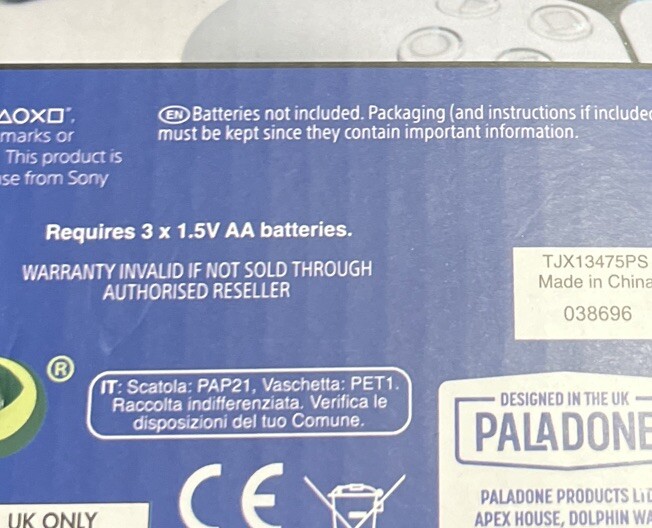 △○✕□",
marks or
This product is
se from Sony
EN Batteries not included. Packaging (and instructions if included
must be kept since they contain important information.
Requires 3 x 1.5V AA batteries.
WARRANTY INVALID IF NOT SOLD THROUGH
AUTHORISED RESELLER
TJX13475PS
Made in China
038696
®
IT: Scatola: PAP21, Vaschetta: PET1.
Raccolta indifferenziata. Verifica le
disposizioni del tuo Comune.
DESIGNED IN THE UK
PALADONE
PALADONE PRODUCTS LTD
APEX HOUSE, DOLPHIN WA
CE
UK ONLY